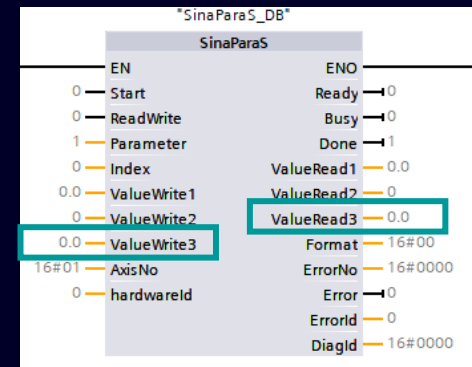 "SinaParaS_DB"
SinaParaS
EN ENO
0 Start Ready 0
0 ReadWrite Busy 0
1 Parameter Done 1
0 Index ValueRead1 0.0
0.0 ValueWrite1 ValueRead2 0
0 ValueWrite2 ValueRead3 0.0
0.0 ValueWrite3 Format 16#00
16#01 AxisNo ErrorNo 16#0000
0 hardwareId Error 0
ErrorId 0
DiagId 16#0000